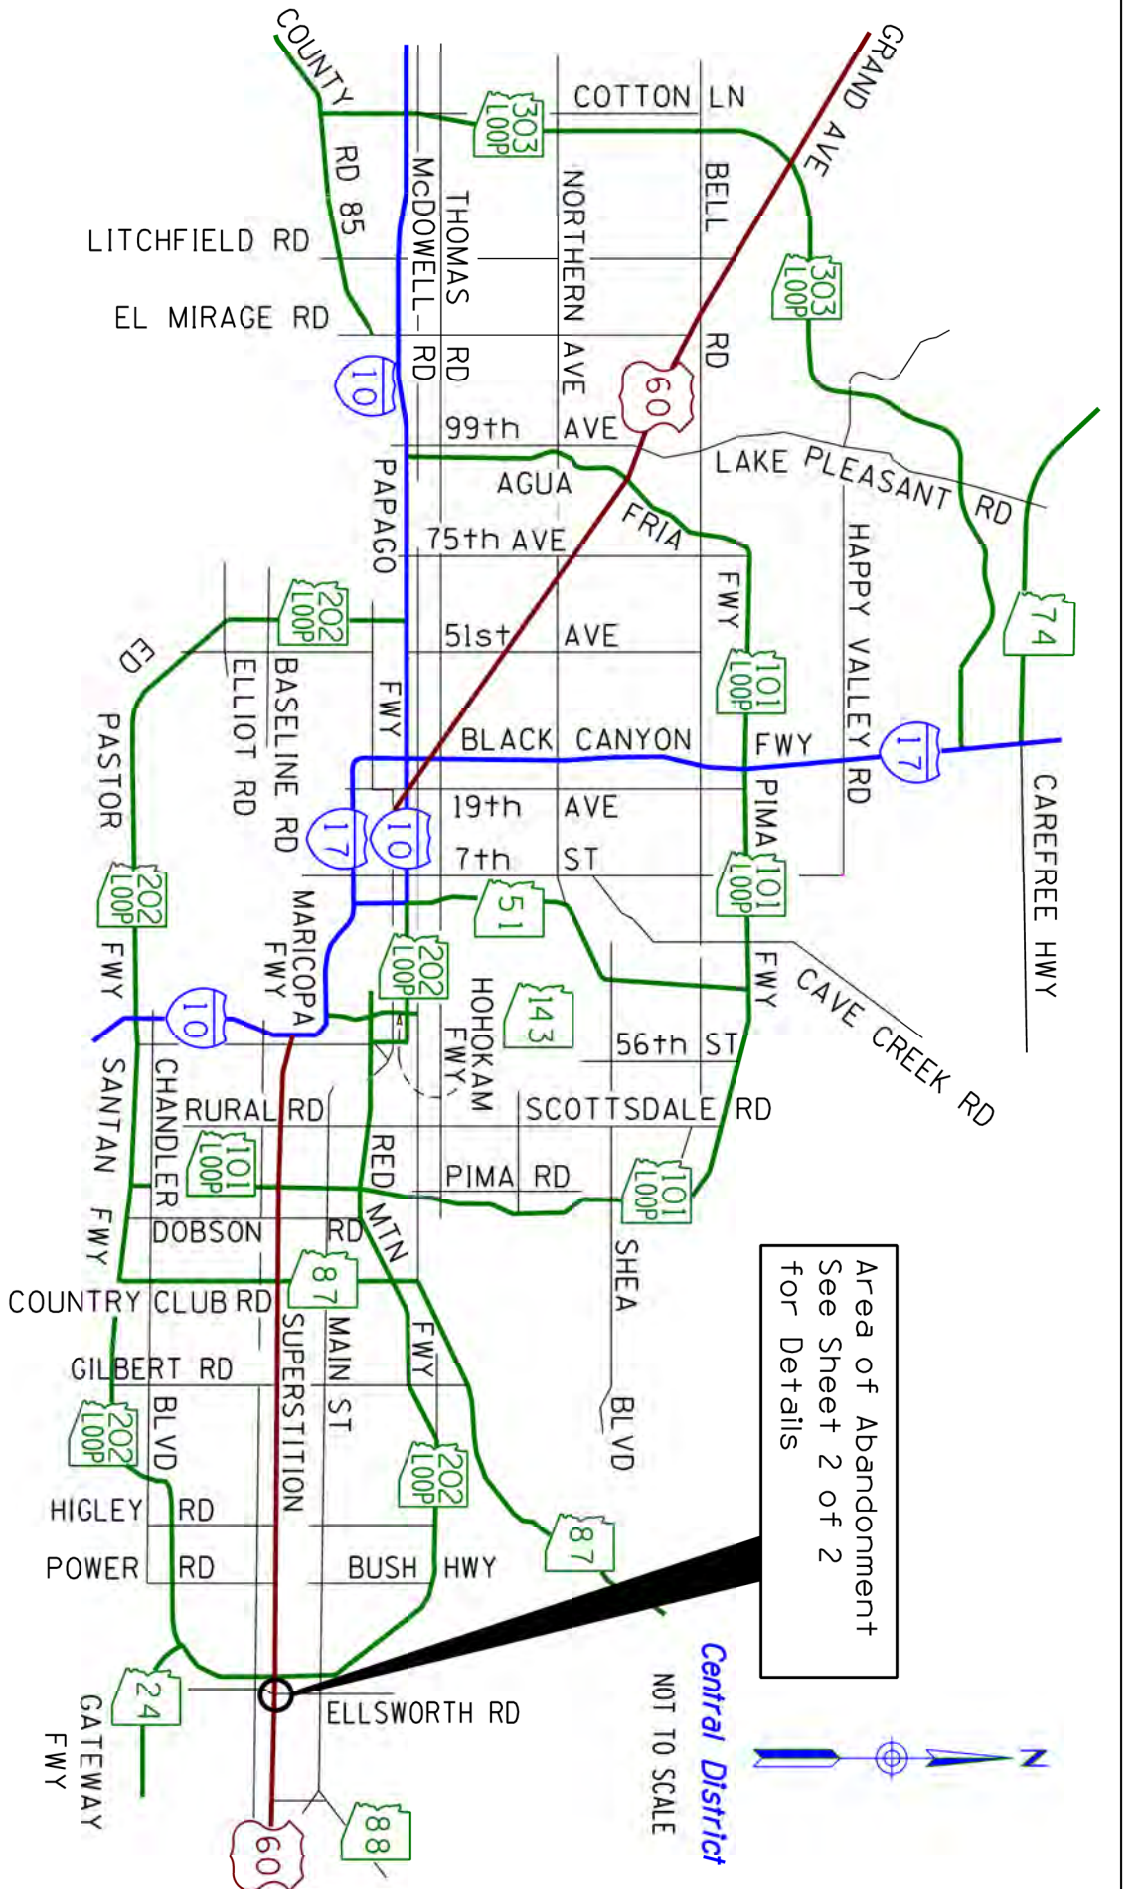 GRAND AVE
COUNTY RD 85
COTTON LN
303
LOOP
303
LOOP
BELL RD
NORTHERN AVE
THOMAS RD
McDOWELL RD
LITCHFIELD RD
EL MIRAGE RD
10
60
99th AVE
LAKE PLEASANT RD
AGUA FRIA FWY
PAPAGO FWY
75th AVE
HAPPY VALLEY RD
74
202
LOOP
51st AVE
101
LOOP
ED PASTOR FWY
ELLIOT RD
BASELINE RD
BLACK CANYON FWY
17
CAREFREE HWY
19th AVE
17
10
7th ST
PIMA FWY
101
LOOP
202
LOOP
51
MARICOPA
FWY
202
LOOP
HOHOKAM
FWY
143
CAVE CREEK RD
10
56th ST
SANTAN FWY
CHANDLER BLVD
RURAL RD
SCOTTSDALE RD
101
LOOP
RED MTN FWY
PIMA RD
101
LOOP
DOBSON RD
SHEA BLVD
87
COUNTRY CLUB RD
SUPERSTITION
MAIN ST
GILBERT RD
202
LOOP
202
LOOP
HIGLEY RD
87
POWER RD
BUSH HWY
Area of Abandonment
See Sheet 2 of 2
for Details
24
GATEWAY
FWY
ELLSWORTH RD
60
88
Central District
NOT TO SCALE
N